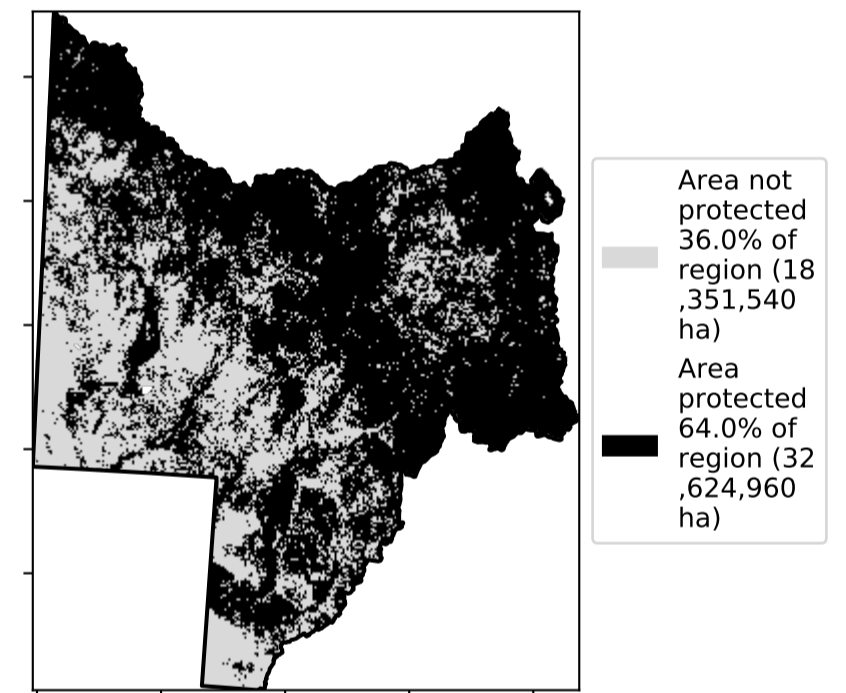 Area not
protected
36.0% of
region (18
,351,540
ha)
Area
protected
64.0% of
region (32
,624,960
ha)